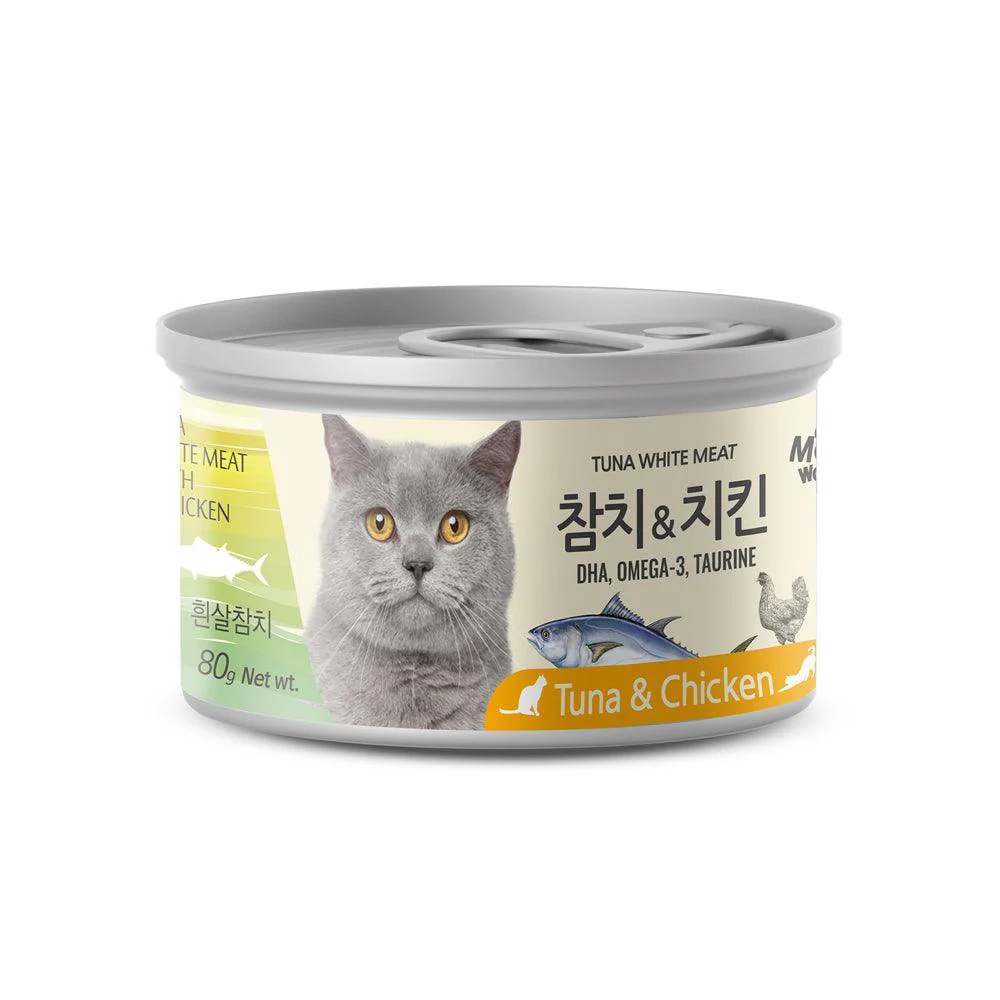 TE MEAT
ICKEN
흰살참치
80g Net wt.
TUNA WHITE MEAT
참치&치킨
DHA, OMEGA-3, TAURINE
Tuna & Chicken